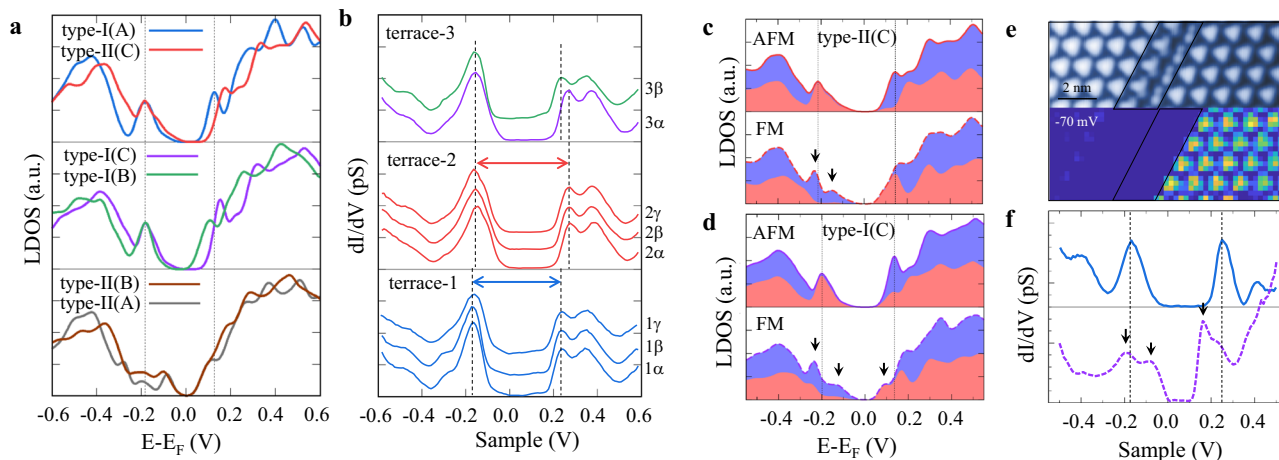 a
type-I(A)
type-II(C)
type-I(C)
type-I(B)
type-II(B)
type-II(A)
LDOS (a.u.)
-0.6 -0.4 -0.2 0.0 0.2 0.4 0.6
E-E_F (V)
b
terrace-3
3β
3α
terrace-2
2γ
2β
2α
terrace-1
1γ
1β
1α
dI/dV (pS)
-0.6 -0.4 -0.2 0.0 0.2 0.4 0.6
Sample (V)
c
AFM type-II(C)
FM
LDOS (a.u.)
d
AFM type-I(C)
FM
LDOS (a.u.)
-0.4 -0.2 0.0 0.2 0.4
E-E_F (V)
e
2 nm
-70 mV
f
dI/dV (pS)
-0.4 -0.2 0.0 0.2 0.4
Sample (V)